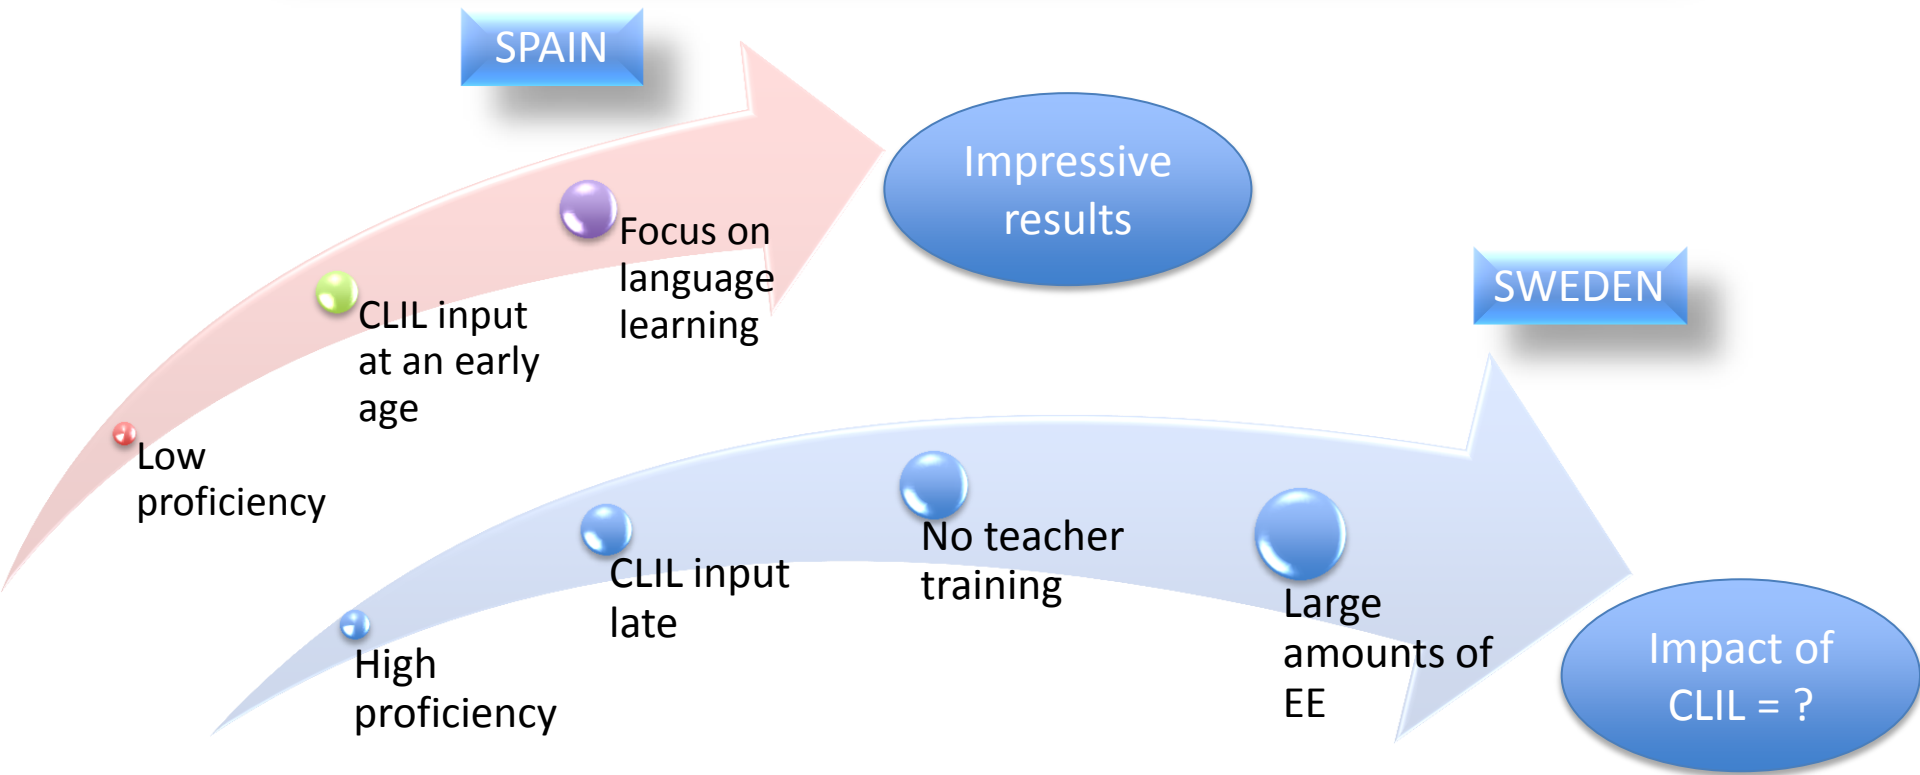 SPAIN
Impressive
results
Focus on
language
learning
CLIL input
at an early
age
Low
proficiency
SWEDEN
High
proficiency
CLIL input
late
No teacher
training
Large
amounts of
EE
Impact of
CLIL = ?